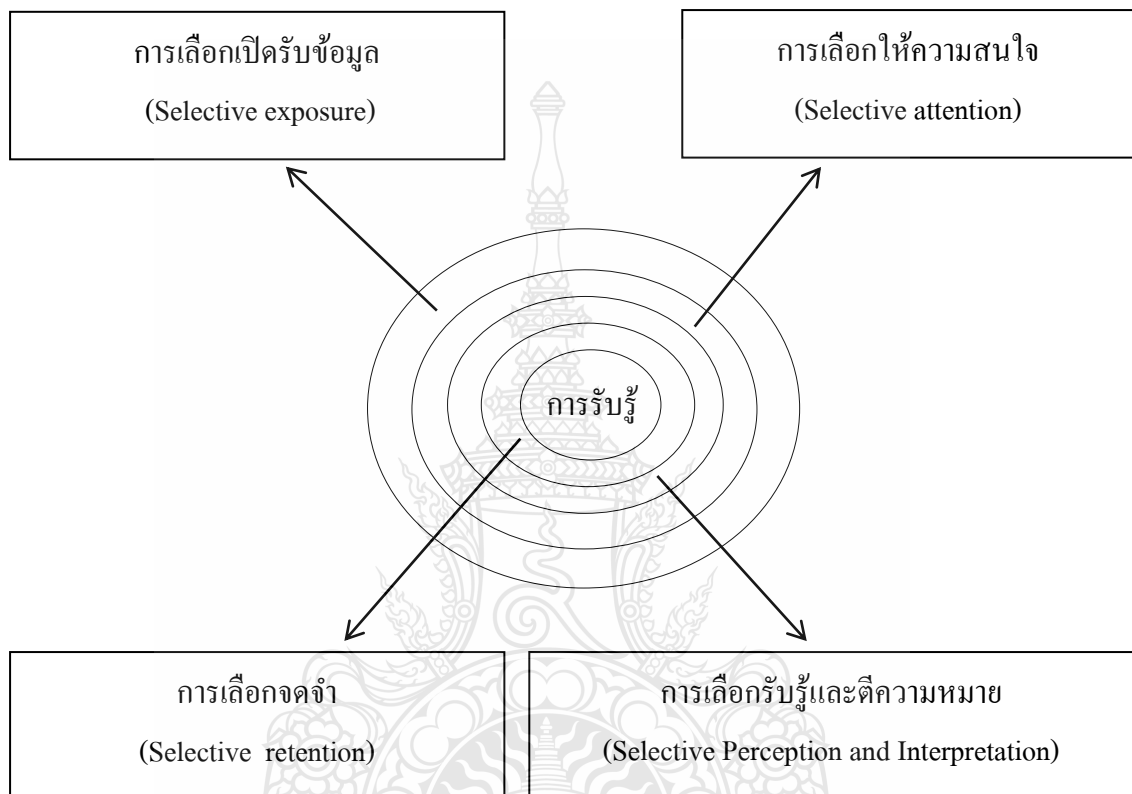 การเลือกเปิดรับข้อมูล
(Selective exposure)
การเลือกให้ความสนใจ
(Selective attention)
การรับรู้
การเลือกจดจำ
(Selective retention)
การเลือกรับรู้และตีความหมาย
(Selective Perception and Interpretation)